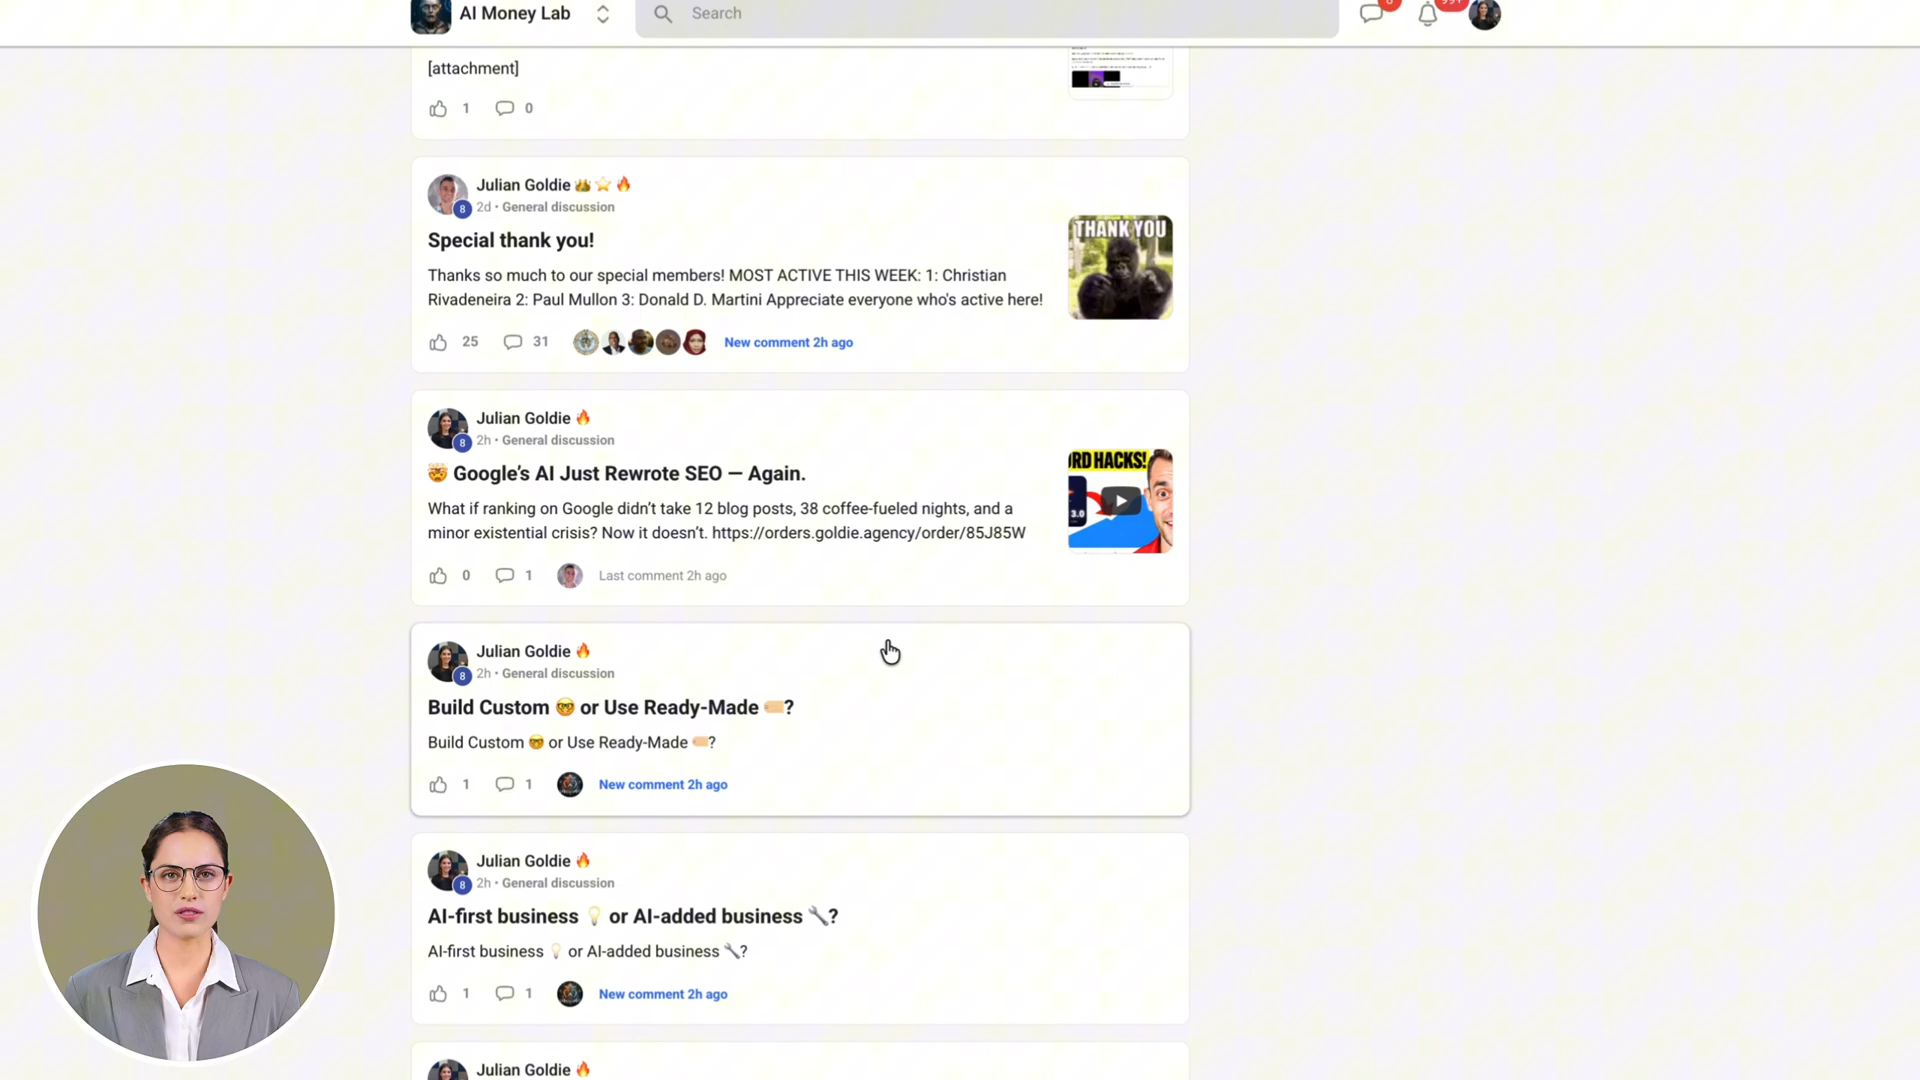 AI Money Lab
Search
8
99+
[attachment]
1 0
Julian Goldie 👑⭐🔥
8
2d • General discussion
Special thank you!
Thanks so much to our special members! MOST ACTIVE THIS WEEK: 1: Christian
Rivadeneira 2: Paul Mullon 3: Donald D. Martini Appreciate everyone who's active here!
THANK YOU
25 31 New comment 2h ago
Julian Goldie 🔥
8
2h • General discussion
🤯 Google's AI Just Rewrote SEO — Again.
What if ranking on Google didn't take 12 blog posts, 38 coffee-fueled nights, and a
minor existential crisis? Now it doesn't. https://orders.goldie.agency/order/85J85W
RD HACKS!
3.0
0 1 Last comment 2h ago
Julian Goldie 🔥
8
2h • General discussion
Build Custom 🤓 or Use Ready-Made 🏷️?
Build Custom 🤓 or Use Ready-Made 🏷️?
1 1 New comment 2h ago
Julian Goldie 🔥
8
2h • General discussion
AI-first business 💡 or AI-added business 🔧?
AI-first business 💡 or AI-added business 🔧?
1 1 New comment 2h ago
Julian Goldie 🔥